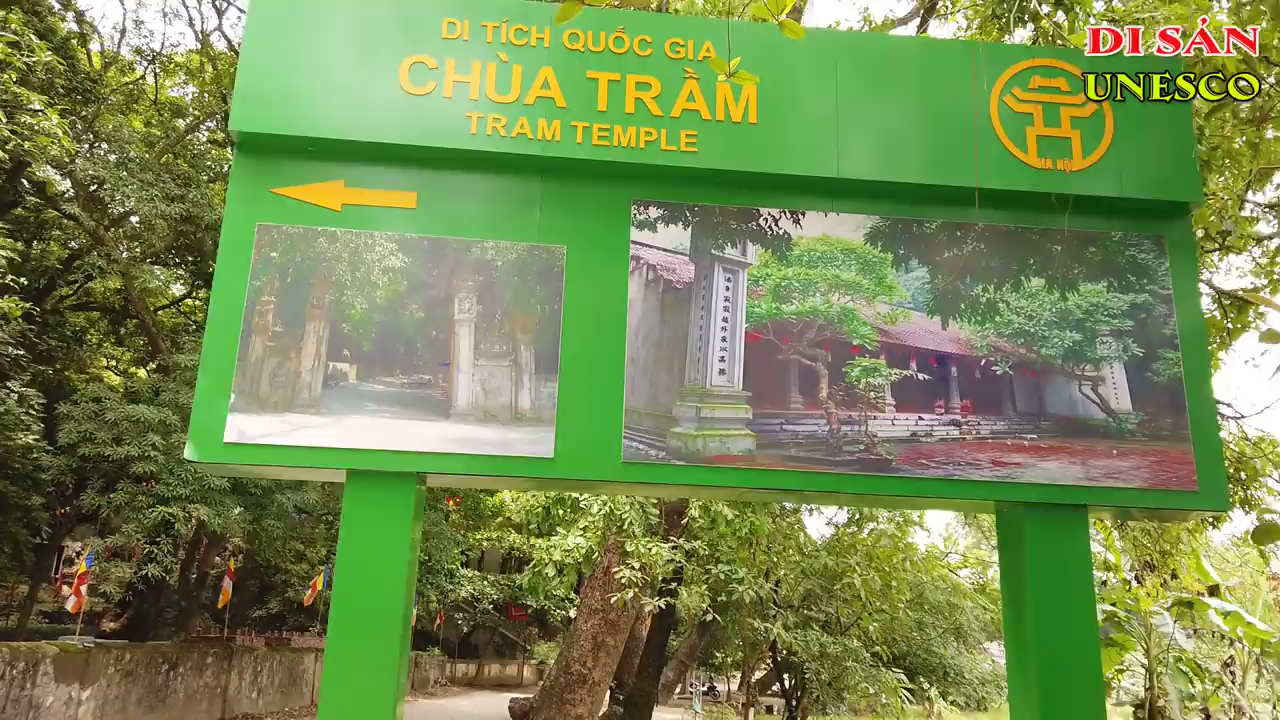 DI TÍCH QUỐC GIA
CHÙA TRẦM
TRAM TEMPLE
HÀ NỘI
DI SẢN
UNESCO